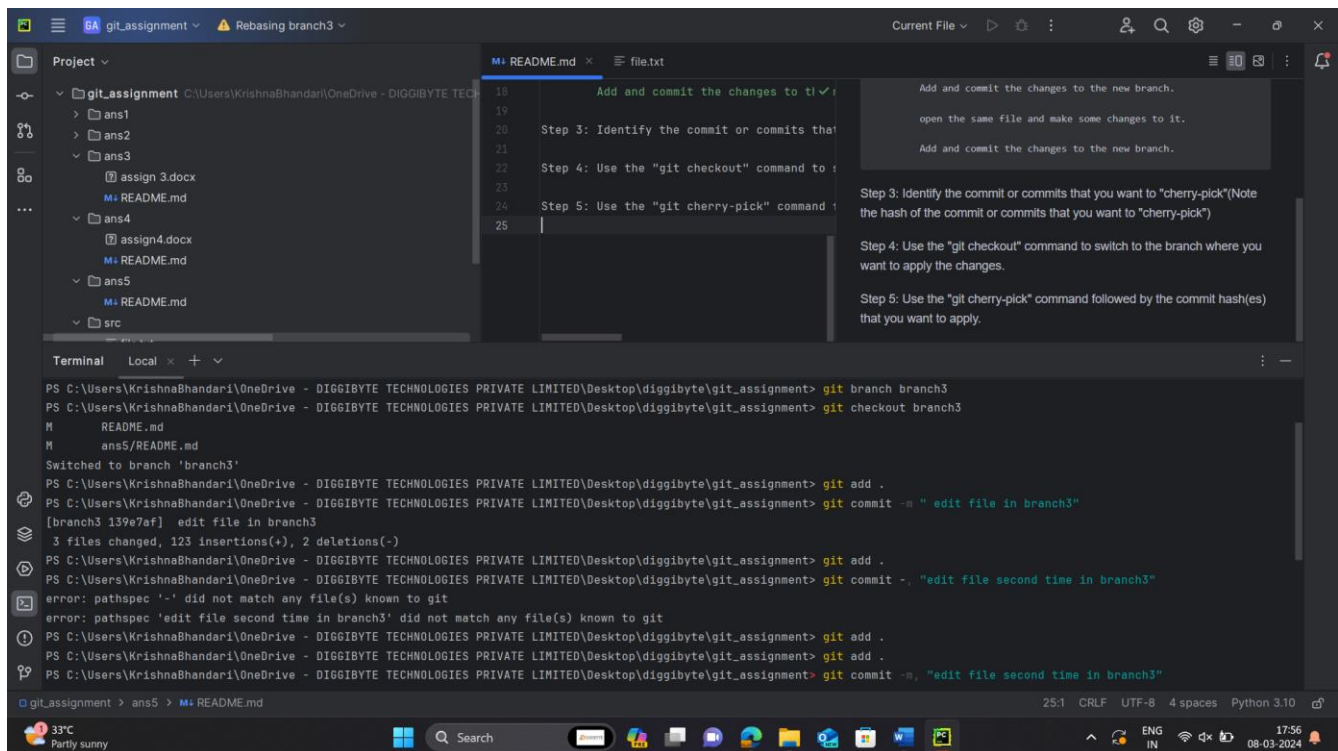 GA git_assignment Rebasing branch3 Current File
Project
README.md file.txt
git_assignment C:\Users\KrishnaBhandari\OneDrive - DIGGIBYTE TECH
ans1
ans2
ans3
assign 3.docx
M↓ README.md
ans4
assign4.docx
M↓ README.md
ans5
M↓ README.md
src
18 Add and commit the changes to t
19
20 Step 3: Identify the commit or commits that
21
22 Step 4: Use the "git checkout" command to s
23
24 Step 5: Use the "git cherry-pick" command
25
Add and commit the changes to the new branch.
open the same file and make some changes to it.
Add and commit the changes to the new branch.
Step 3: Identify the commit or commits that you want to "cherry-pick"(Note
the hash of the commit or commits that you want to "cherry-pick")
Step 4: Use the "git checkout" command to switch to the branch where you
want to apply the changes.
Step 5: Use the "git cherry-pick" command followed by the commit hash(es)
that you want to apply.
Terminal Local
PS C:\Users\KrishnaBhandari\OneDrive - DIGGIBYTE TECHNOLOGIES PRIVATE LIMITED\Desktop\diggibyte\git_assignment> git branch branch3
PS C:\Users\KrishnaBhandari\OneDrive - DIGGIBYTE TECHNOLOGIES PRIVATE LIMITED\Desktop\diggibyte\git_assignment> git checkout branch3
M README.md
M ans5/README.md
Switched to branch 'branch3'
PS C:\Users\KrishnaBhandari\OneDrive - DIGGIBYTE TECHNOLOGIES PRIVATE LIMITED\Desktop\diggibyte\git_assignment> git add .
PS C:\Users\KrishnaBhandari\OneDrive - DIGGIBYTE TECHNOLOGIES PRIVATE LIMITED\Desktop\diggibyte\git_assignment> git commit -m " edit file in branch3"
[branch3 139e7af] edit file in branch3
3 files changed, 123 insertions(+), 2 deletions(-)
PS C:\Users\KrishnaBhandari\OneDrive - DIGGIBYTE TECHNOLOGIES PRIVATE LIMITED\Desktop\diggibyte\git_assignment> git add .
PS C:\Users\KrishnaBhandari\OneDrive - DIGGIBYTE TECHNOLOGIES PRIVATE LIMITED\Desktop\diggibyte\git_assignment> git commit -, "edit file second time in branch3"
error: pathspec '-' did not match any file(s) known to git
error: pathspec 'edit file second time in branch3' did not match any file(s) known to git
PS C:\Users\KrishnaBhandari\OneDrive - DIGGIBYTE TECHNOLOGIES PRIVATE LIMITED\Desktop\diggibyte\git_assignment> git add .
PS C:\Users\KrishnaBhandari\OneDrive - DIGGIBYTE TECHNOLOGIES PRIVATE LIMITED\Desktop\diggibyte\git_assignment> git add .
PS C:\Users\KrishnaBhandari\OneDrive - DIGGIBYTE TECHNOLOGIES PRIVATE LIMITED\Desktop\diggibyte\git_assignment> git commit -m, "edit file second time in branch3"
git_assignment > ans5 > M↓ README.md 25:1 CRLF UTF-8 4 spaces Python 3.10
33°C
Partly sunny
Search
ENG
IN
17:56
08-03-2024